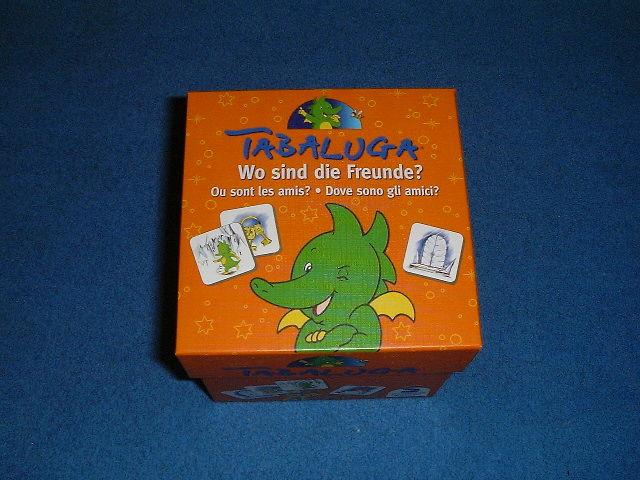 TABALUGA
Wo sind die Freunde?
Ou sont les amis? • Dove sono gli amici?
TABALUGA